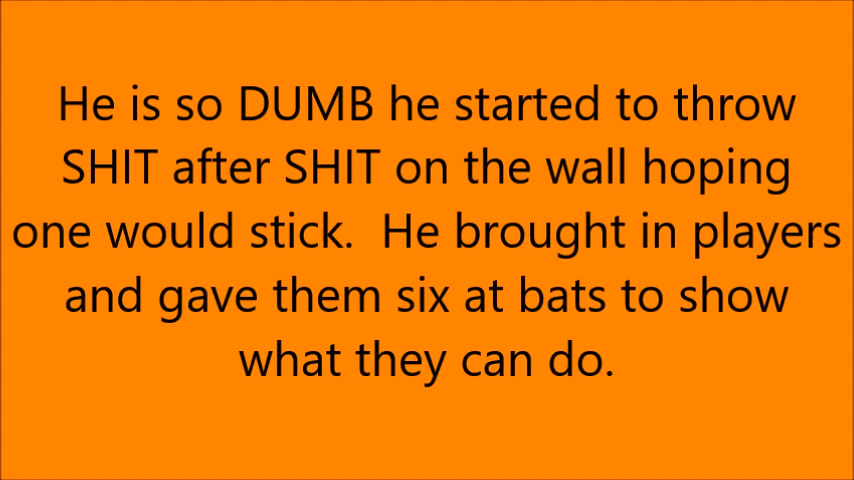 He is so DUMB he started to throw
SHIT after SHIT on the wall hoping
one would stick.  He brought in players
and gave them six at bats to show
what they can do.